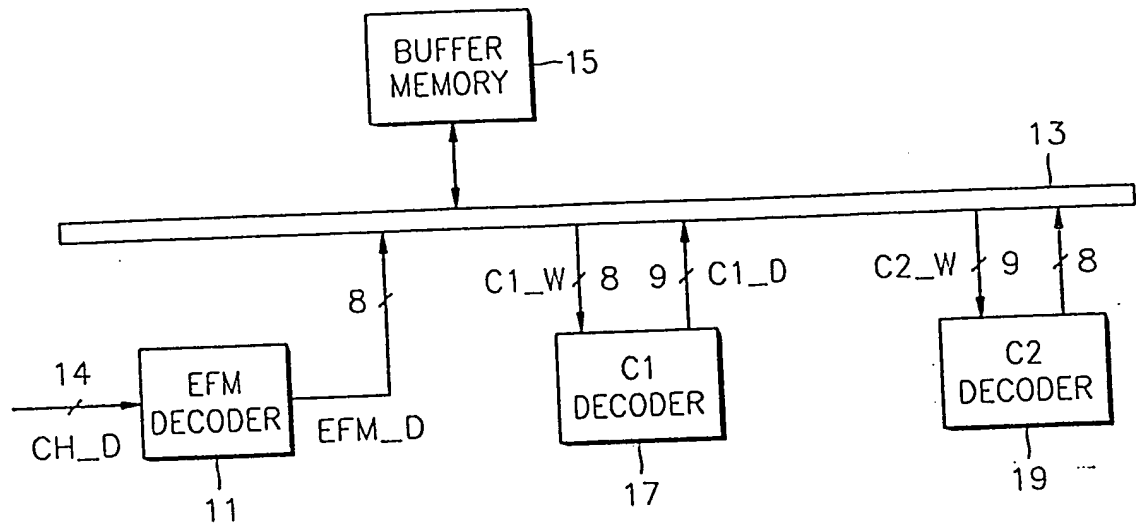 BUFFER
MEMORY
15
13
8
C1_W 8
9 C1_D
C2_W 9
8
14
CH_D
EFM
DECODER
EFM_D
11
C1
DECODER
17
C2
DECODER
19